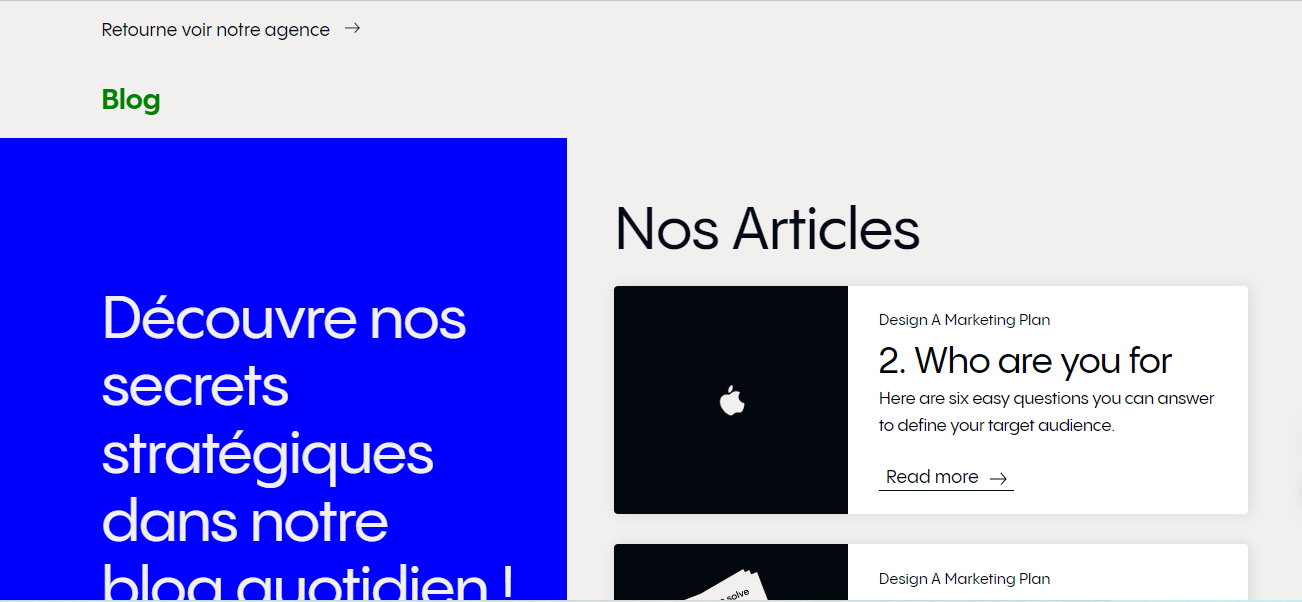 Retourne voir notre agence →
Blog
Découvre nos
secrets
stratégiques
dans notre
blog quotidien !
Nos Articles
Design A Marketing Plan
2. Who are you for
Here are six easy questions you can answer
to define your target audience.
Read more →
solve
Design A Marketing Plan